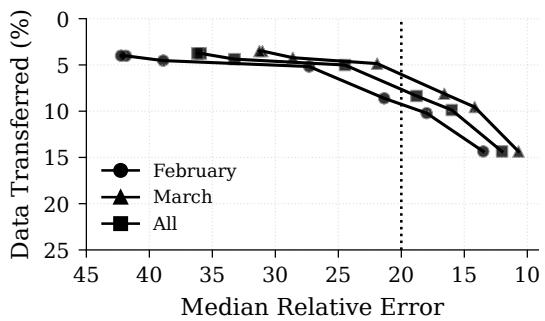 Data Transferred (%)
0
5
10
15
20
25
February
March
All
45 40 35 30 25 20 15 10
Median Relative Error